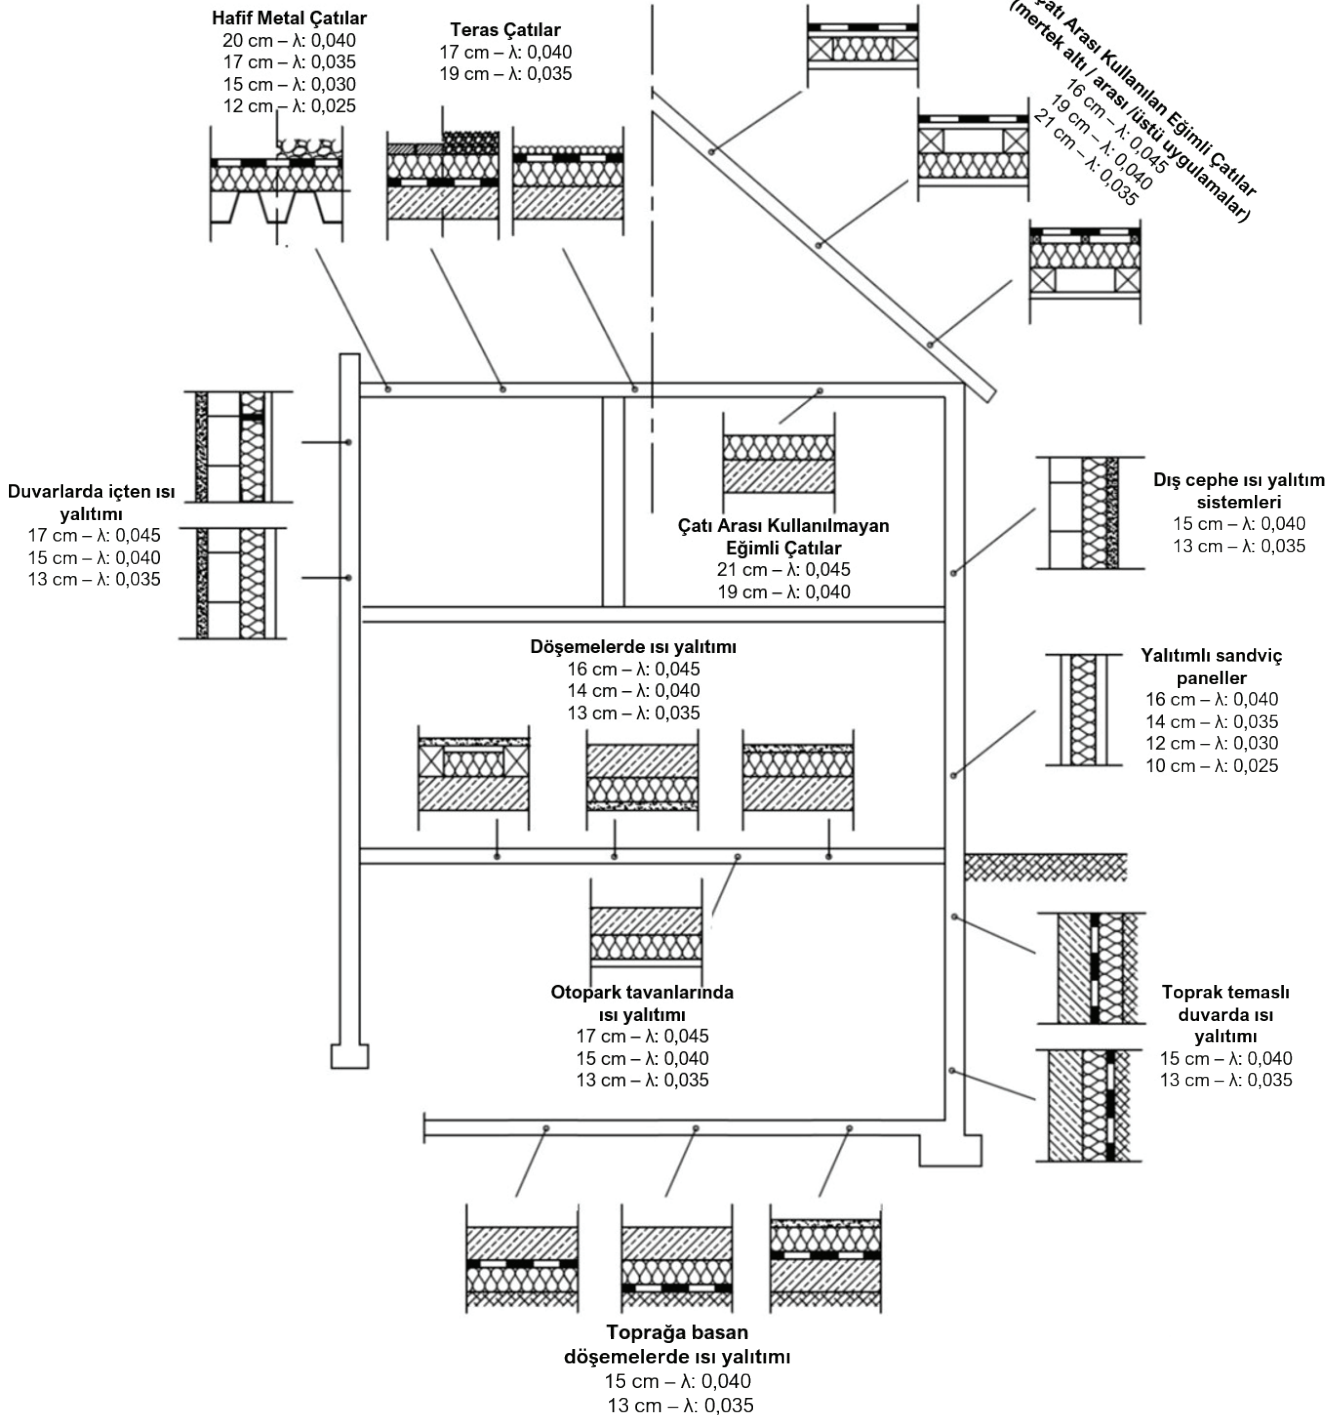 Hafif Metal Çatılar
20 cm – λ: 0,040
17 cm – λ: 0,035
15 cm – λ: 0,030
12 cm – λ: 0,025
Teras Çatılar
17 cm – λ: 0,040
19 cm – λ: 0,035
Çatı Arası Kullanılan Eğimli Çatılar
(mertek altı / arası /üstü uygulamalar)
16 cm – λ: 0,045
19 cm – λ: 0,040
21 cm – λ: 0,035
Duvarlarda içten ısı
yalıtımı
17 cm – λ: 0,045
15 cm – λ: 0,040
13 cm – λ: 0,035
Çatı Arası Kullanılmayan
Eğimli Çatılar
21 cm – λ: 0,045
19 cm – λ: 0,040
Dış cephe ısı yalıtım
sistemleri
15 cm – λ: 0,040
13 cm – λ: 0,035
Döşemelerde ısı yalıtımı
16 cm – λ: 0,045
14 cm – λ: 0,040
13 cm – λ: 0,035
Yalıtımlı sandviç
paneller
16 cm – λ: 0,040
14 cm – λ: 0,035
12 cm – λ: 0,030
10 cm – λ: 0,025
Otopark tavanlarında
ısı yalıtımı
17 cm – λ: 0,045
15 cm – λ: 0,040
13 cm – λ: 0,035
Toprak temaslı
duvarda ısı
yalıtımı
15 cm – λ: 0,040
13 cm – λ: 0,035
Toprağa basan
döşemelerde ısı yalıtımı
15 cm – λ: 0,040
13 cm – λ: 0,035